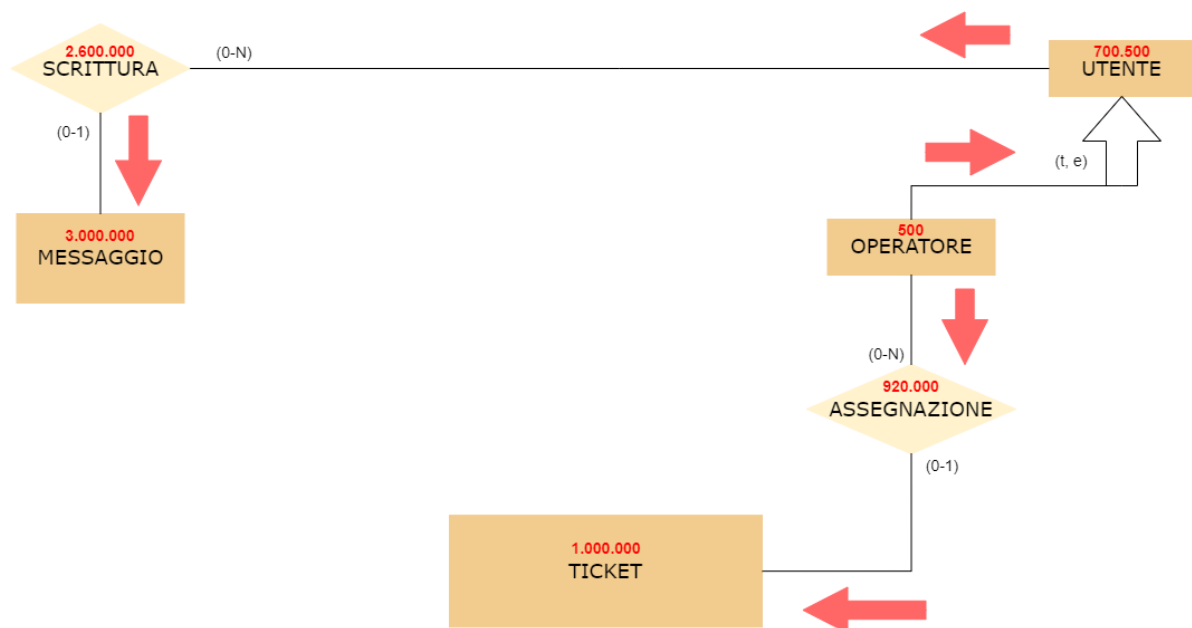 2.600.000
SCRITTURA
(0-N)
700.500
UTENTE
(0-1)
(t, e)
3.000.000
MESSAGGIO
500
OPERATORE
(0-N)
920.000
ASSEGNAZIONE
(0-1)
1.000.000
TICKET